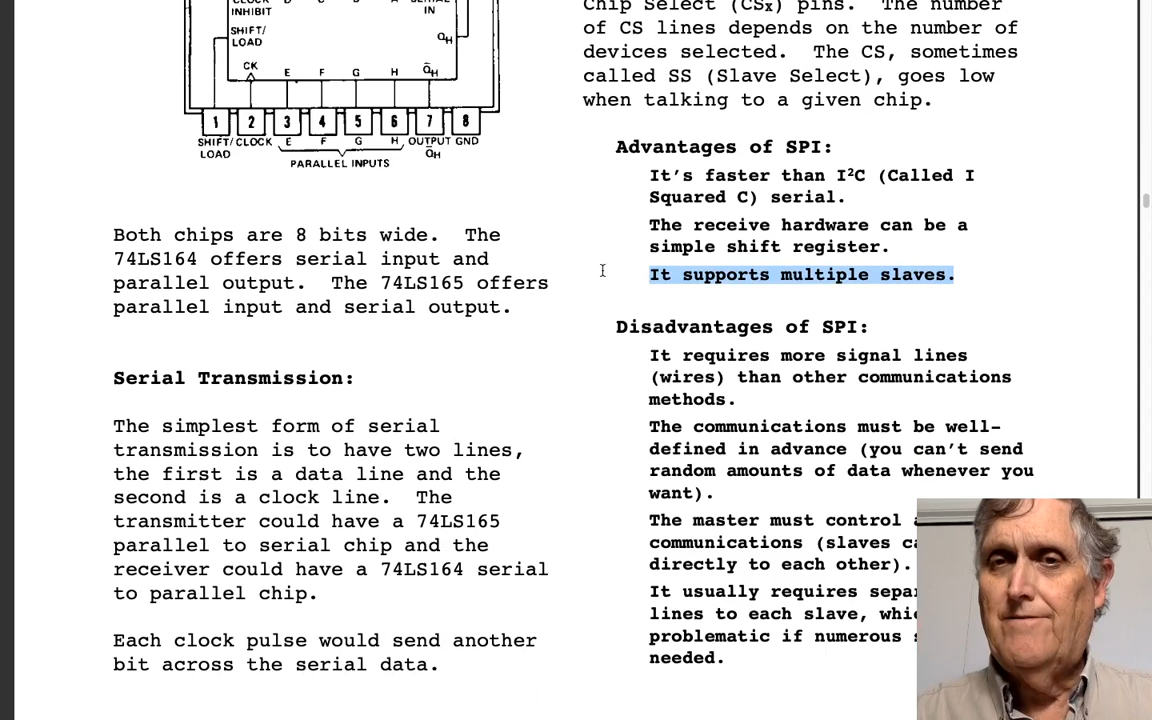 CLOCK
INHIBIT
IN
SHIFT/
LOAD
QH
CK
E F G H Q̅H
1 2 3 4 5 6 7 8
SHIFT/ CLOCK E F G H OUTPUT GND
LOAD Q̅H
PARALLEL INPUTS
Both chips are 8 bits wide. The
74LS164 offers serial input and
parallel output. The 74LS165 offers
parallel input and serial output.
Serial Transmission:
The simplest form of serial
transmission is to have two lines,
the first is a data line and the
second is a clock line. The
transmitter could have a 74LS165
parallel to serial chip and the
receiver could have a 74LS164 serial
to parallel chip.
Each clock pulse would send another
bit across the serial data.
Chip Select (CSx) pins. The number
of CS lines depends on the number of
devices selected. The CS, sometimes
called SS (Slave Select), goes low
when talking to a given chip.
Advantages of SPI:
It's faster than I²C (Called I
Squared C) serial.
The receive hardware can be a
simple shift register.
It supports multiple slaves.
Disadvantages of SPI:
It requires more signal lines
(wires) than other communications
methods.
The communications must be well-
defined in advance (you can't send
random amounts of data whenever you
want).
The master must control
communications (slaves
directly to each other).
It usually requires
lines to each slave,
problematic if numerous
needed.